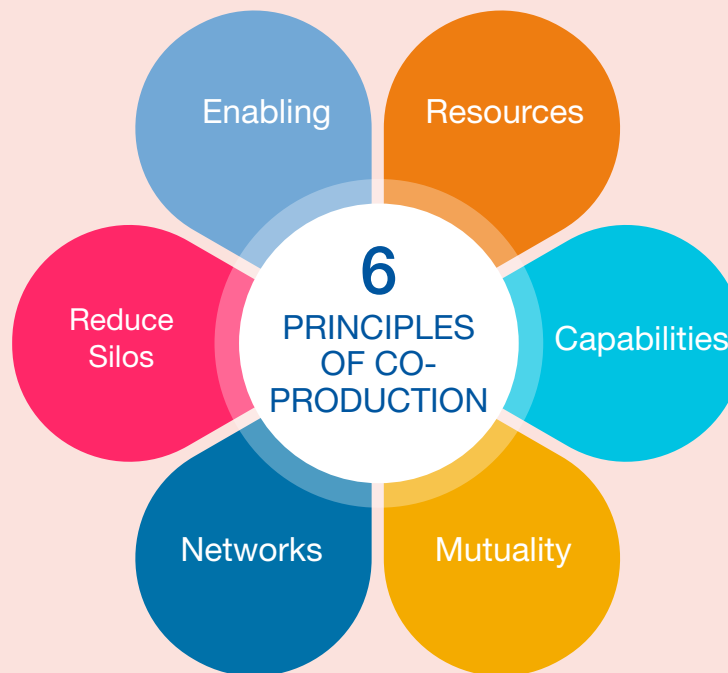 Enabling
Resources
6
PRINCIPLES
OF CO-
PRODUCTION
Reduce
Silos
Capabilities
Networks
Mutuality